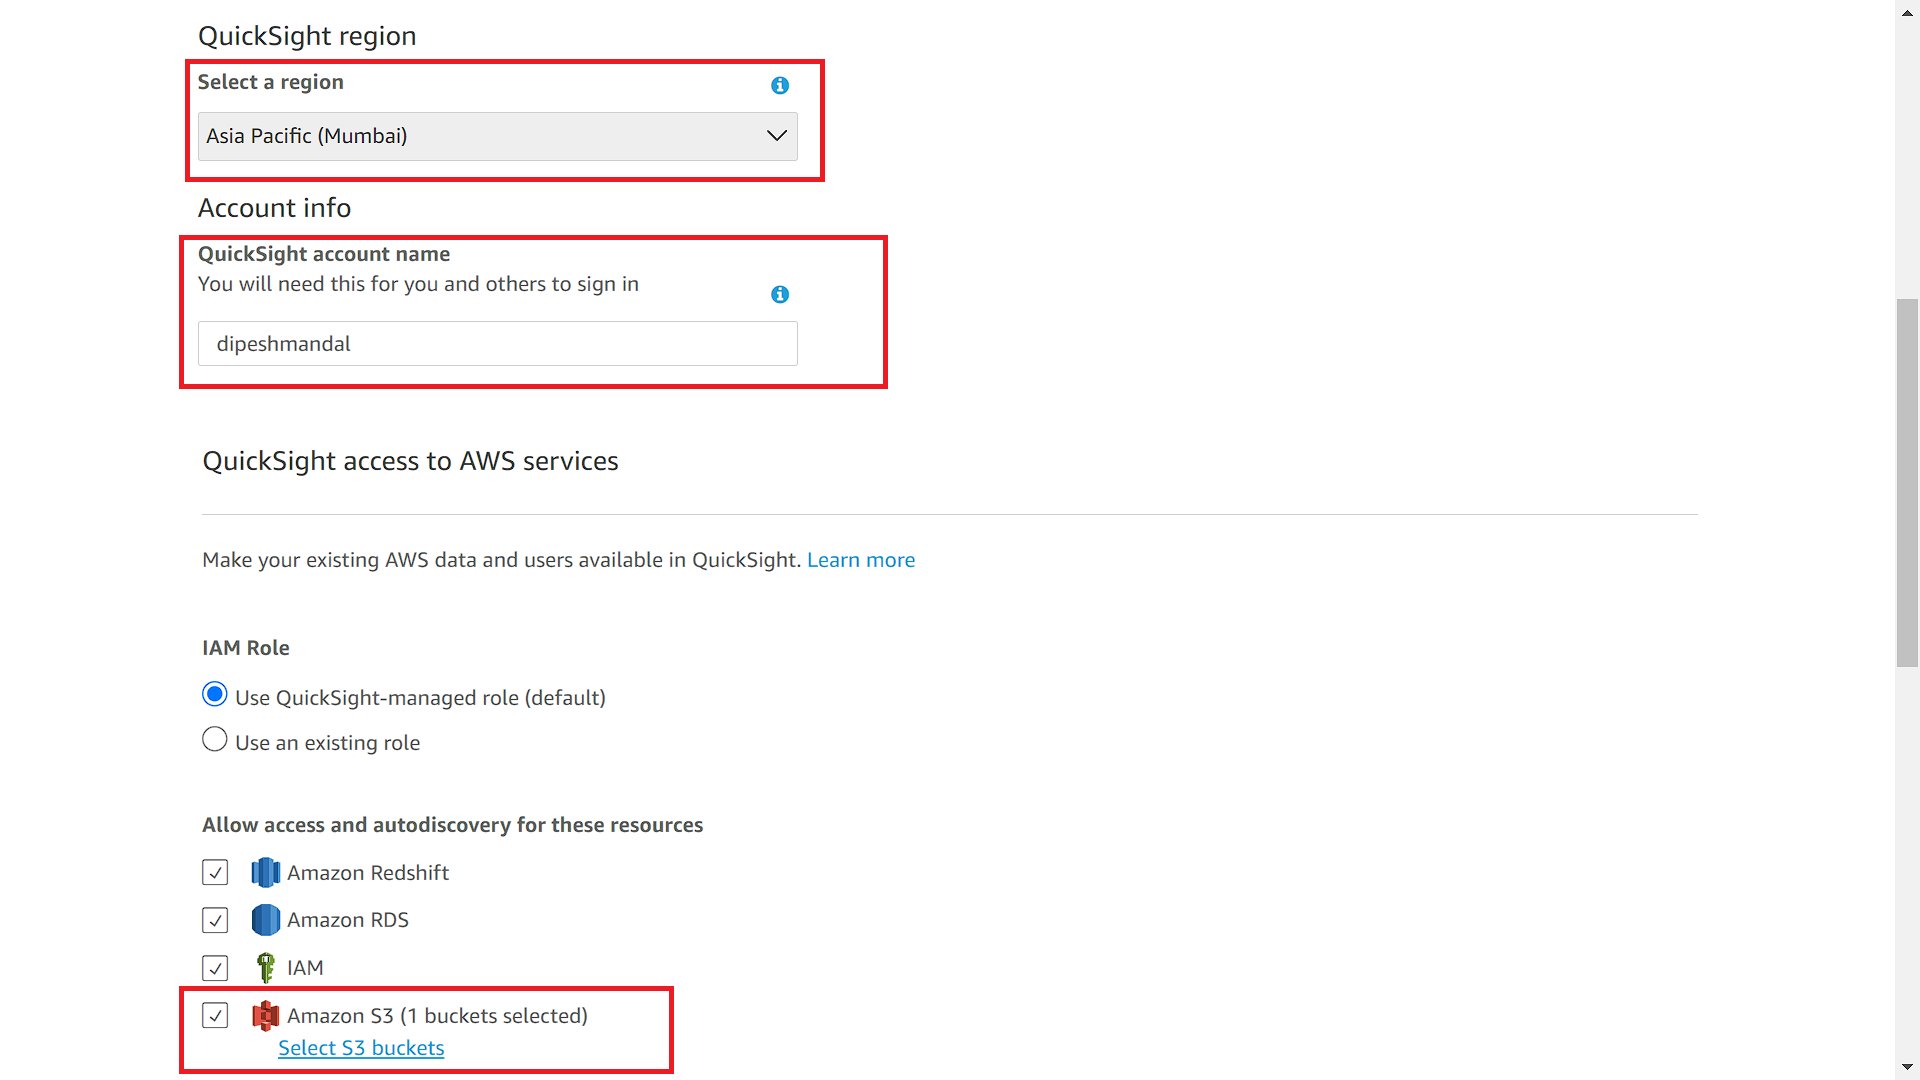 QuickSight region
Select a region
Asia Pacific (Mumbai)
Account info
QuickSight account name
You will need this for you and others to sign in
dipeshmandal
QuickSight access to AWS services
Make your existing AWS data and users available in QuickSight. Learn more
IAM Role
Use QuickSight-managed role (default)
Use an existing role
Allow access and autodiscovery for these resources
Amazon Redshift
Amazon RDS
IAM
Amazon S3 (1 buckets selected)
Select S3 buckets